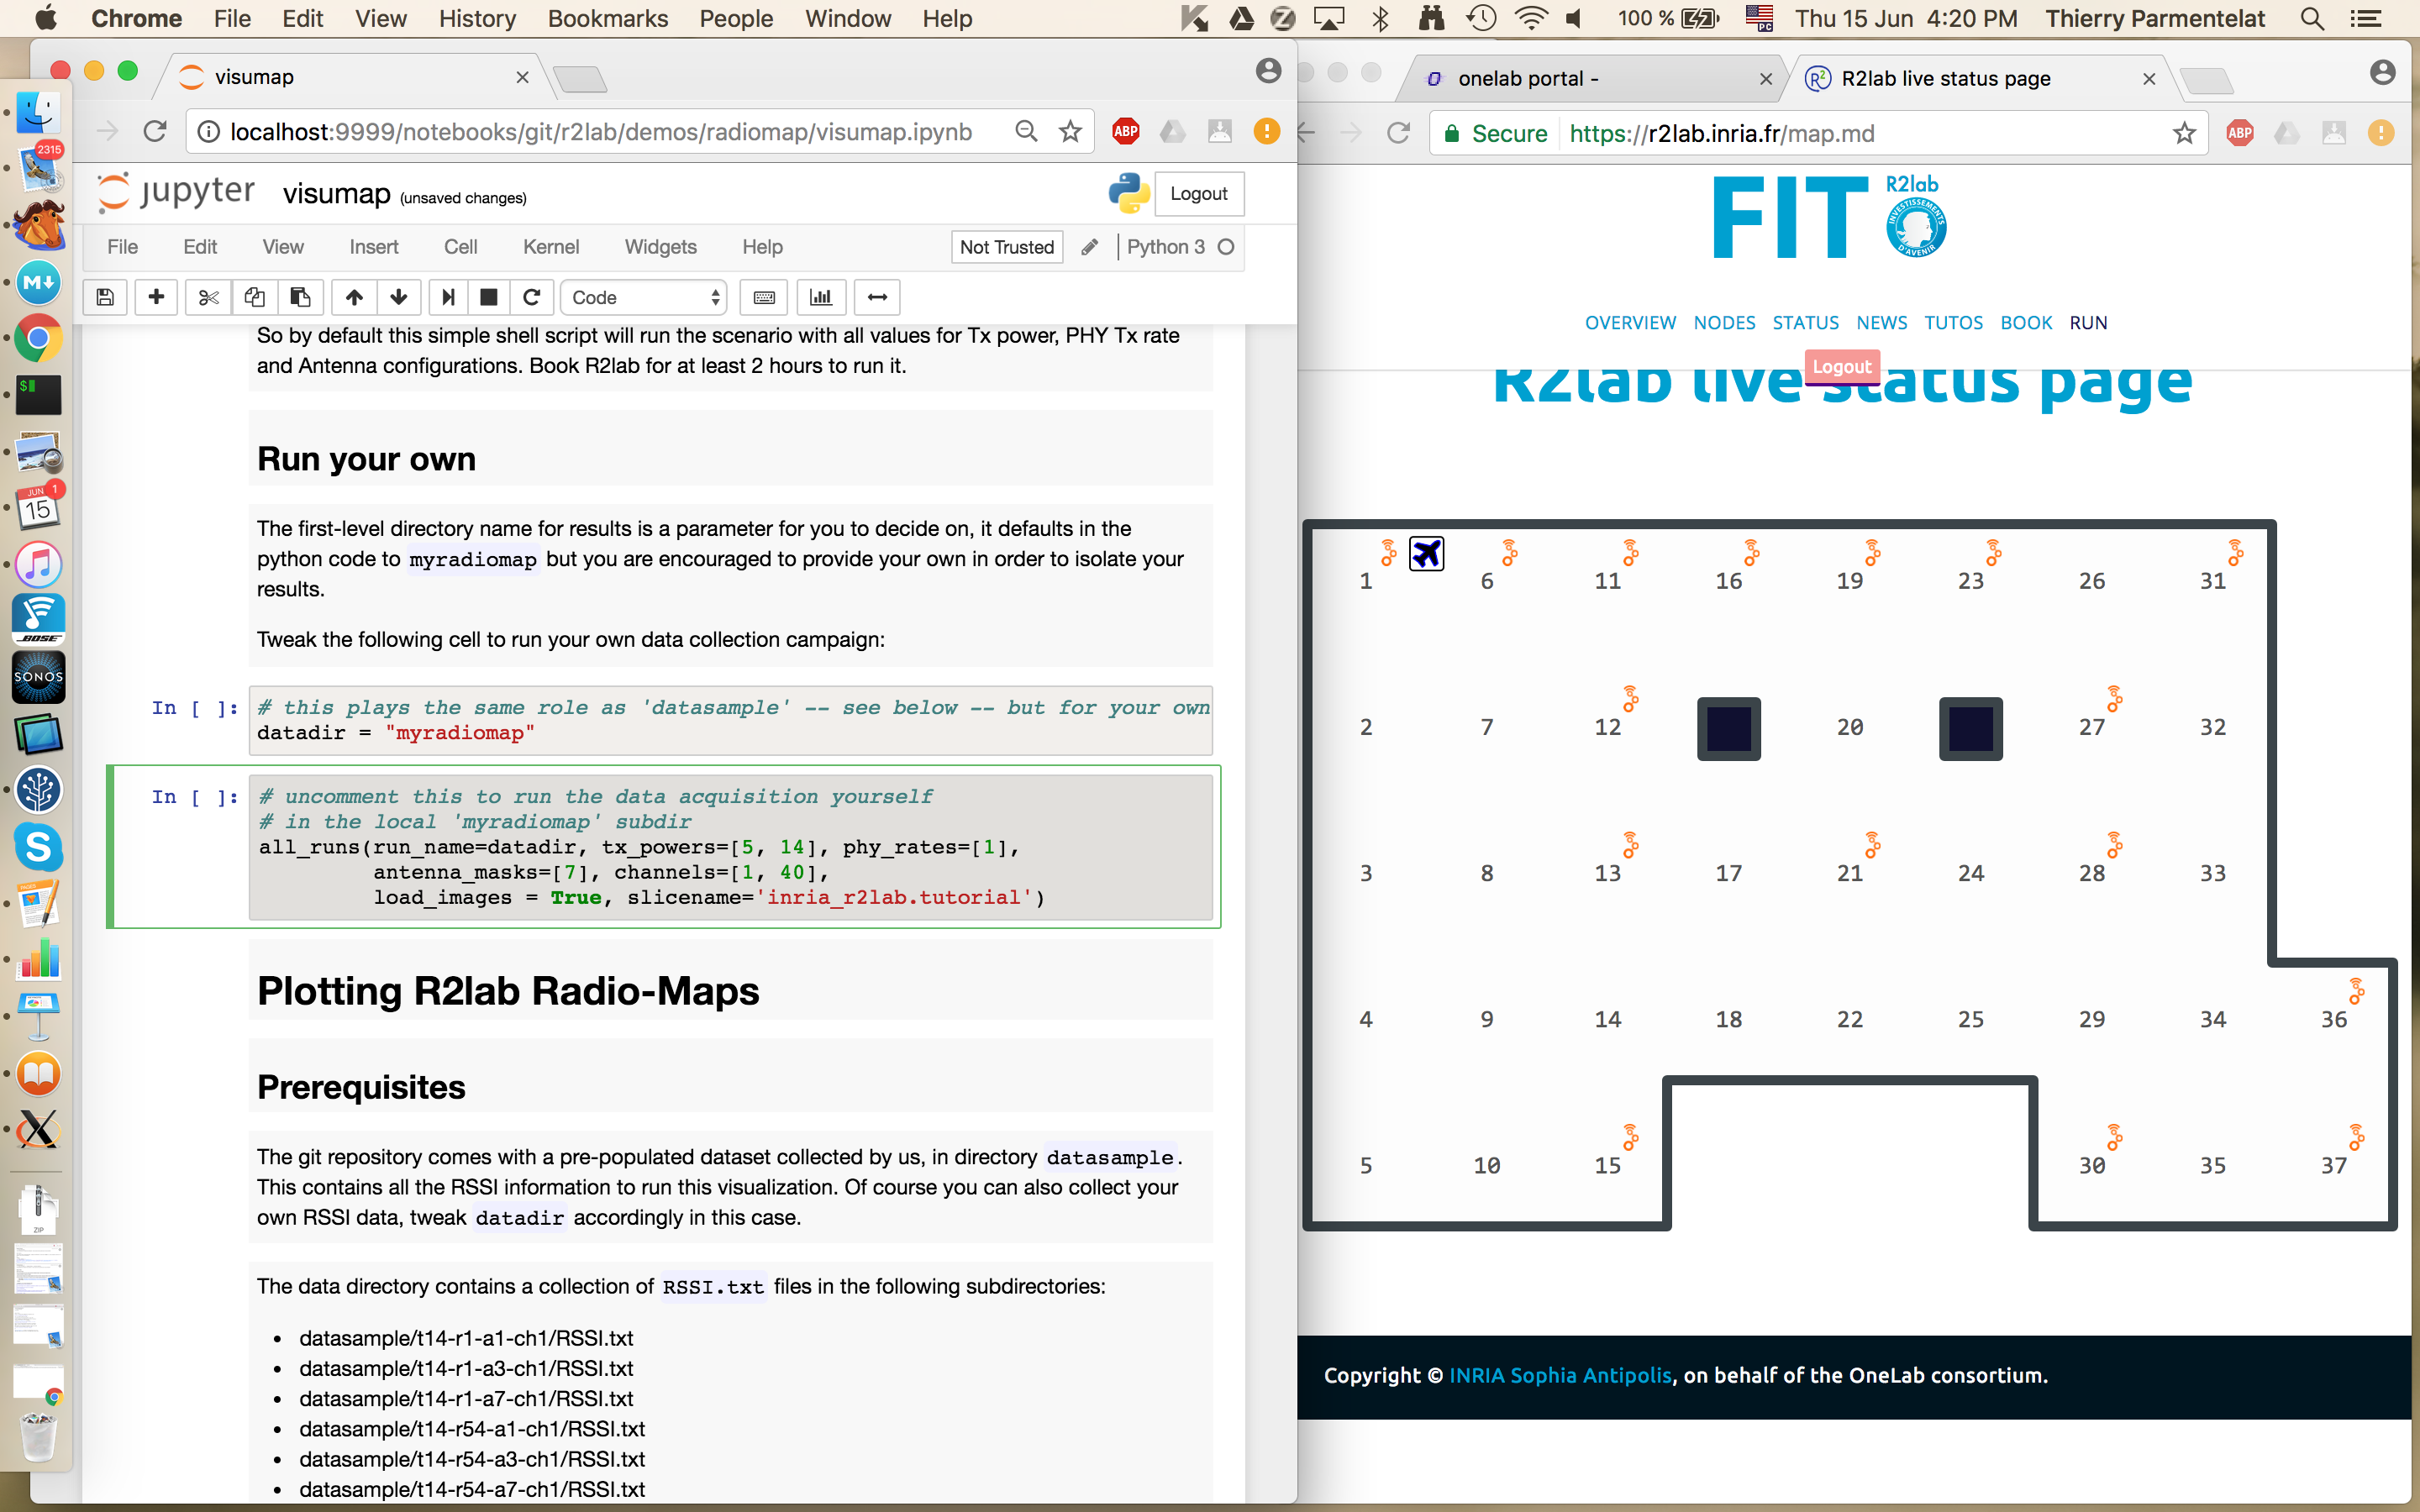 Chrome File Edit View History Bookmarks People Window Help 100 % Thu 15 Jun 4:20 PM Thierry Parmentelat
visumap
localhost:9999/notebooks/git/r2lab/demos/radiomap/visumap.ipynb ABP
jupyter visumap (unsaved changes) Logout
File Edit View Insert Cell Kernel Widgets Help Not Trusted Python 3
Code
So by default this simple shell script will run the scenario with all values for Tx power, PHY Tx rate
and Antenna configurations. Book R2lab for at least 2 hours to run it.
Run your own
The first-level directory name for results is a parameter for you to decide on, it defaults in the
python code to myradiomap but you are encouraged to provide your own in order to isolate your
results.
Tweak the following cell to run your own data collection campaign:
In [ ]: # this plays the same role as 'datasample' -- see below -- but for your own
datadir = "myradiomap"
In [ ]: # uncomment this to run the data acquisition yourself
# in the local 'myradiomap' subdir
all_runs(run_name=datadir, tx_powers=[5, 14], phy_rates=[1],
antenna_masks=[7], channels=[1, 40],
load_images = True, slicename='inria_r2lab.tutorial')
Plotting R2lab Radio-Maps
Prerequisites
The git repository comes with a pre-populated dataset collected by us, in directory datasample.
This contains all the RSSI information to run this visualization. Of course you can also collect your
own RSSI data, tweak datadir accordingly in this case.
The data directory contains a collection of RSSI.txt files in the following subdirectories:
• datasample/t14-r1-a1-ch1/RSSI.txt
• datasample/t14-r1-a3-ch1/RSSI.txt
• datasample/t14-r1-a7-ch1/RSSI.txt
• datasample/t14-r54-a1-ch1/RSSI.txt
• datasample/t14-r54-a3-ch1/RSSI.txt
• datasample/t14-r54-a7-ch1/RSSI.txt
2315
M
JUN 1
15
BOSE
SONOS
S
PAGES
ZIP
onelab portal -
R2lab live status page
Secure https://r2lab.inria.fr/map.md ABP
FIT R2lab
INVESTISSEMENTS
D'AVENIR
OVERVIEW NODES STATUS NEWS TUTOS BOOK RUN
Logout
R2lab live status page
1 6 11 16 19 23 26 31
2 7 12 20 27 32
3 8 13 17 21 24 28 33
4 9 14 18 22 25 29 34 36
5 10 15 30 35 37
Copyright © INRIA Sophia Antipolis, on behalf of the OneLab consortium.